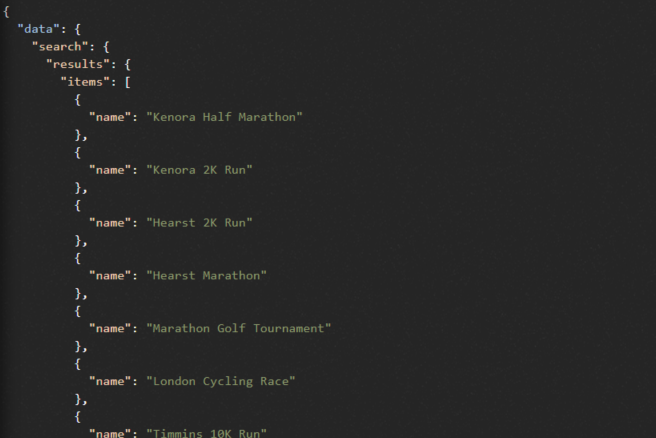 {
"data": {
"search": {
"results": {
"items": [
{
"name": "Kenora Half Marathon"
},
{
"name": "Kenora 2K Run"
},
{
"name": "Hearst 2K Run"
},
{
"name": "Hearst Marathon"
},
{
"name": "Marathon Golf Tournament"
},
{
"name": "London Cycling Race"
},
{
"name": "Timmins 10K Run"